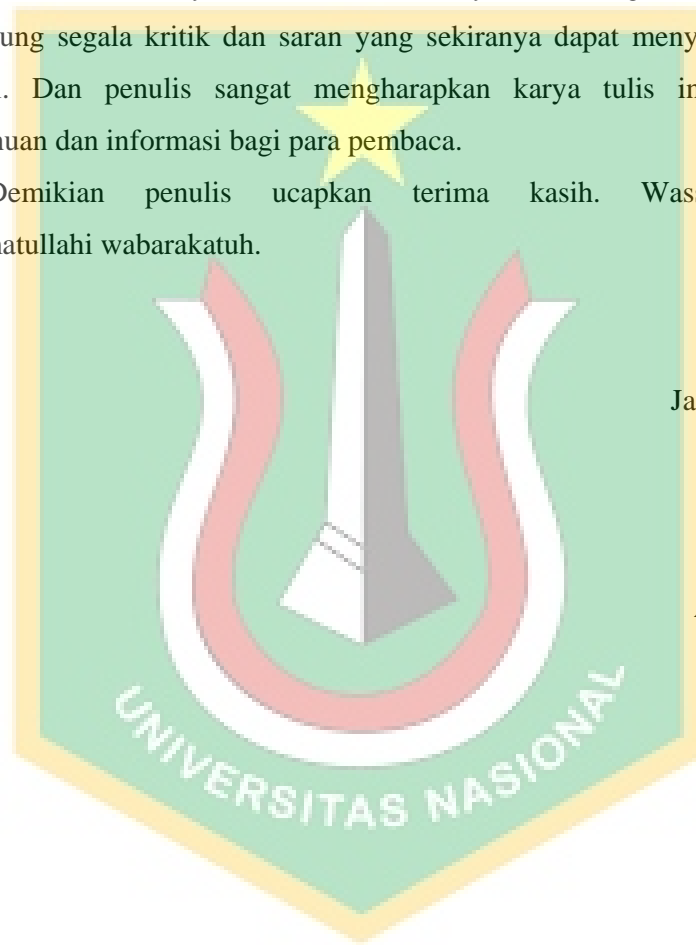 ung segala kritik dan saran yang sekiranya dapat meny
. Dan penulis sangat mengharapkan karya tulis in
uan dan informasi bagi para pembaca.
Demikian penulis ucapkan terima kasih. Wass
atullahi wabarakatuh.
Ja
UNIVERSITAS NASIONAL